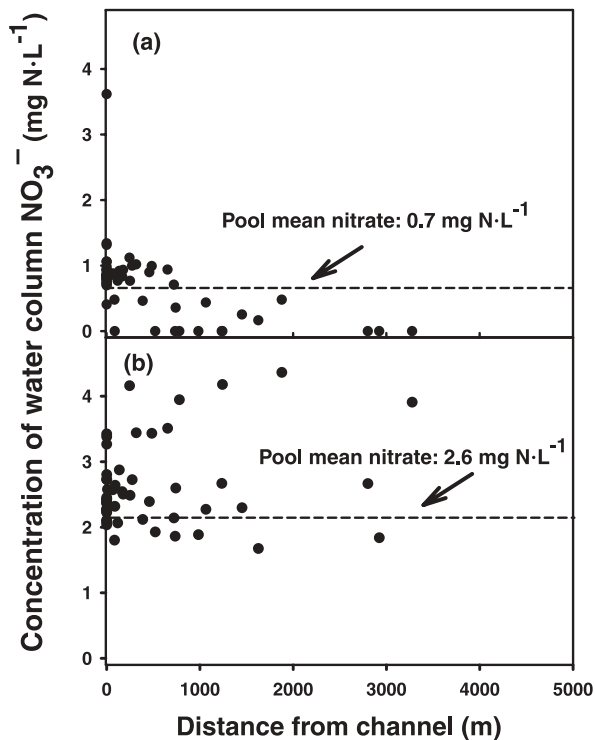 Concentration of water column NO₃⁻ (mg N·L⁻¹)
(a)
4
3
2
1
0
Pool mean nitrate: 0.7 mg N·L⁻¹
(b)
4
3
2
1
0
Pool mean nitrate: 2.6 mg N·L⁻¹
0 1000 2000 3000 4000 5000
Distance from channel (m)